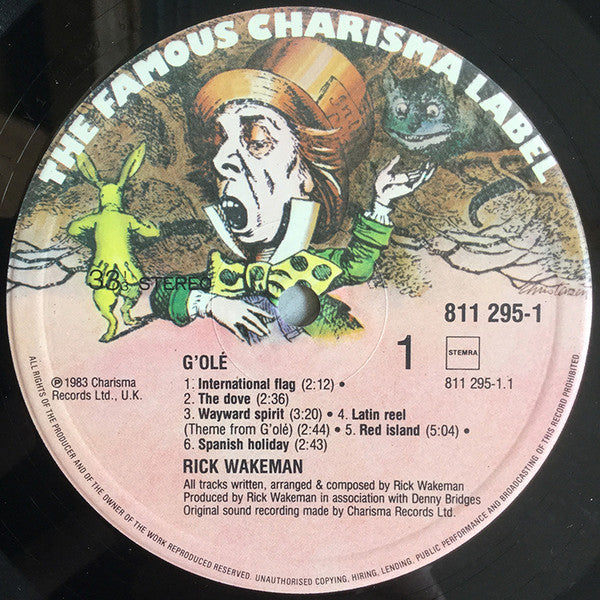 THE FAMOUS CHARISMA LABEL
33⅓ STEREO
811 295-1
1
STEMRA
811 295-1.1
G'OLÉ
℗ 1983 Charisma
Records Ltd., U.K.
1. International flag (2:12) •
2. The dove (2:36)
3. Wayward spirit (3:20) • 4. Latin reel
(Theme from G'olé) (2:44) • 5. Red island (5:04) •
6. Spanish holiday (2:43)
RICK WAKEMAN
All tracks written, arranged & composed by Rick Wakeman
Produced by Rick Wakeman in association with Denny Bridges
Original sound recording made by Charisma Records Ltd.
ALL RIGHTS OF THE PRODUCER AND OF THE OWNER OF THE WORK REPRODUCED RESERVED. UNAUTHORISED COPYING, HIRING, LENDING, PUBLIC PERFORMANCE AND BROADCASTING OF THIS RECORD PROHIBITED.